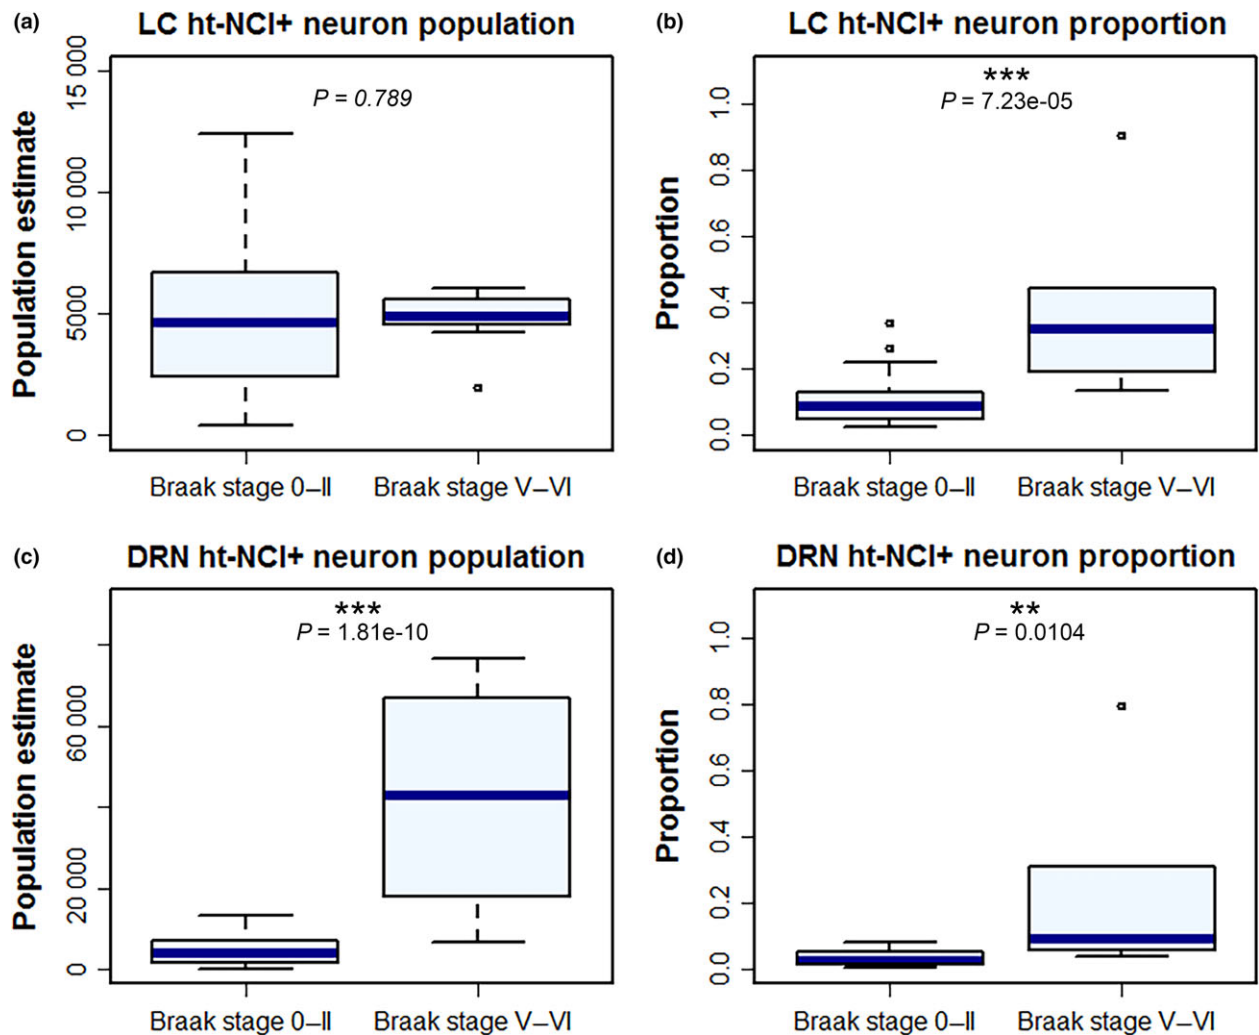 (a) LC ht-NCI+ neuron population
P = 0.789
Population estimate
15 000
10 000
5000
0
Braak stage 0–II
Braak stage V–VI
(b) LC ht-NCI+ neuron proportion
***
P = 7.23e-05
Proportion
1.0
0.8
0.6
0.4
0.2
0.0
Braak stage 0–II
Braak stage V–VI
(c) DRN ht-NCI+ neuron population
***
P = 1.81e-10
Population estimate
60 000
20 000
0
Braak stage 0–II
Braak stage V–VI
(d) DRN ht-NCI+ neuron proportion
**
P = 0.0104
Proportion
1.0
0.8
0.6
0.4
0.2
0.0
Braak stage 0–II
Braak stage V–VI